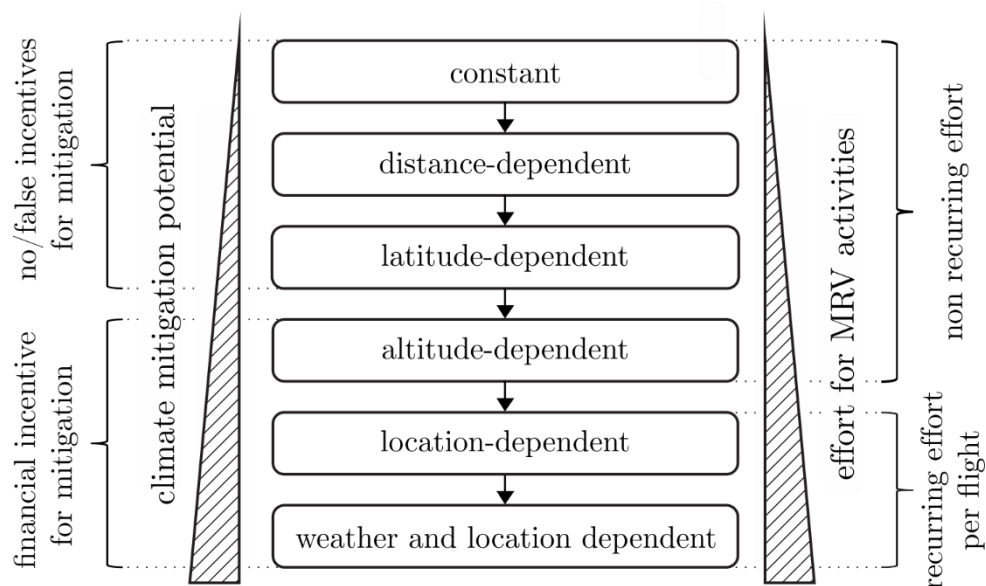 no/false incentives
for mitigation
financial incentive
for mitigation
climate mitigation potential
constant
distance-dependent
latitude-dependent
altitude-dependent
location-dependent
weather and location dependent
effort for MRV activities
non recurring effort
recurring effort
per flight